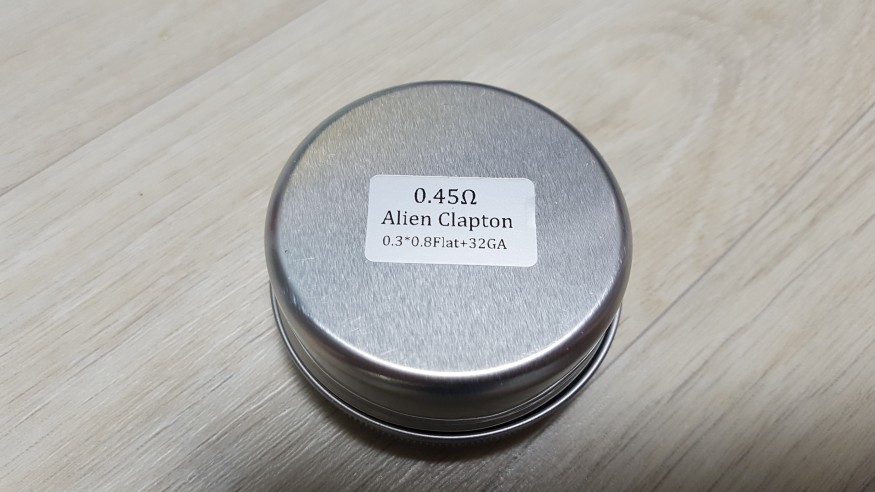 0.45Ω
Alien Clapton
0.3*0.8Flat+32GA